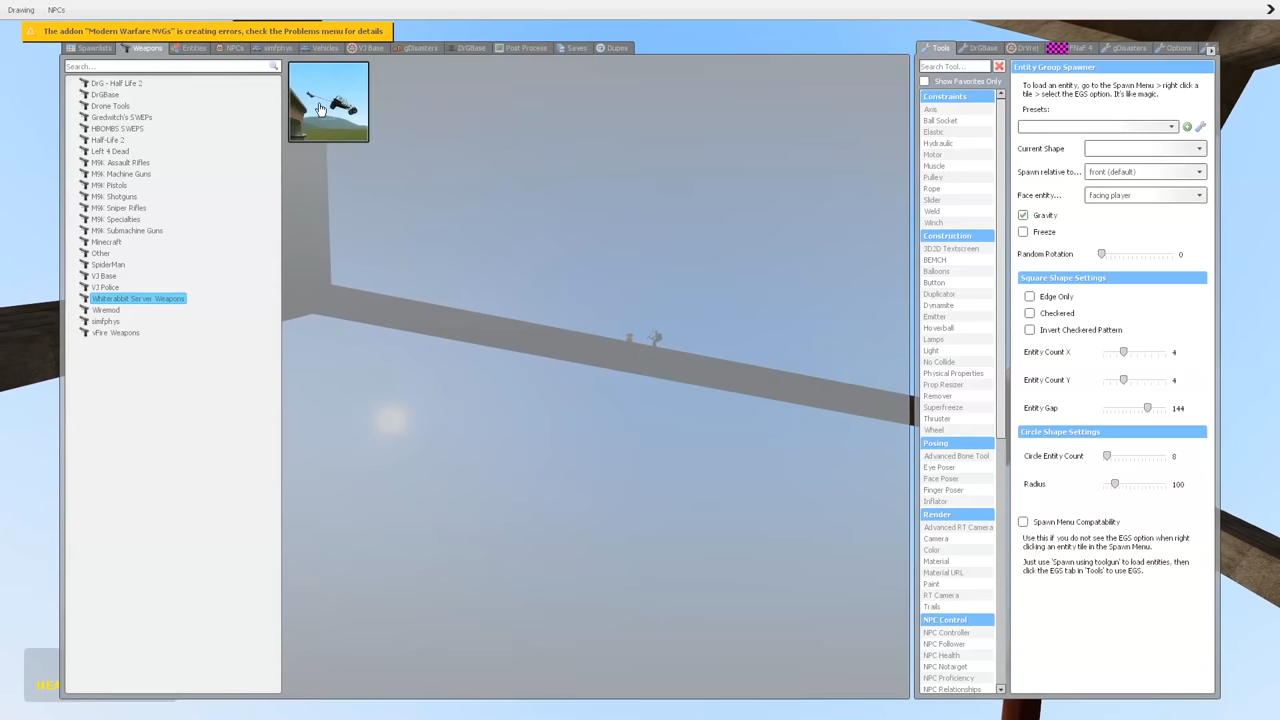 Drawing NPCs
The addon "Modern Warfare NVGs" is creating errors, check the Problems menu for details
Spawnlists Weapons Entities NPCs simfphys Vehicles VJ Base gDisasters DrGBase Post Process Saves Dupes
Search...
DrG - Half Life 2
DrGBase
Drone Tools
Gredwitch's SWEPs
HBOMBS SWEPS
Half-Life 2
Left 4 Dead
M9K Assault Rifles
M9K Machine Guns
M9K Pistols
M9K Shotguns
M9K Sniper Rifles
M9K Specialties
M9K Submachine Guns
Minecraft
Other
SpiderMan
VJ Base
VJ Police
Whiterabbit Server Weapons
Wiremod
simfphys
vFire Weapons
Tools DrGBase DrVrej FNaF 4 gDisasters Options
Search Tool...
Show Favorites Only
Constraints
Axis
Ball Socket
Elastic
Hydraulic
Motor
Muscle
Pulley
Rope
Slider
Weld
Winch
Construction
3D2D Textscreen
BEMCH
Balloons
Button
Duplicator
Dynamite
Emitter
Hoverball
Lamps
Light
No Collide
Physical Properties
Prop Resizer
Remover
Superfreeze
Thruster
Wheel
Posing
Advanced Bone Tool
Eye Poser
Face Poser
Finger Poser
Inflator
Render
Advanced RT Camera
Camera
Color
Material
Material URL
Paint
RT Camera
Trails
NPC Control
NPC Controller
NPC Follower
NPC Health
NPC Notarget
NPC Proficiency
NPC Relationships
Entity Group Spawner
To load an entity, go to the Spawn Menu > right click a
tile > select the EGS option. It's like magic.
Presets:
Current Shape
Spawn relative to... front (default)
Face entity... facing player
Gravity
Freeze
Random Rotation 0
Square Shape Settings
Edge Only
Checkered
Invert Checkered Pattern
Entity Count X 4
Entity Count Y 4
Entity Gap 144
Circle Shape Settings
Circle Entity Count 8
Radius 100
Spawn Menu Compatability
Use this if you do not see the EGS option when right
clicking an entity tile in the Spawn Menu.
Just use 'Spawn using toolgun' to load entities, then
click the EGS tab in 'Tools' to use EGS.